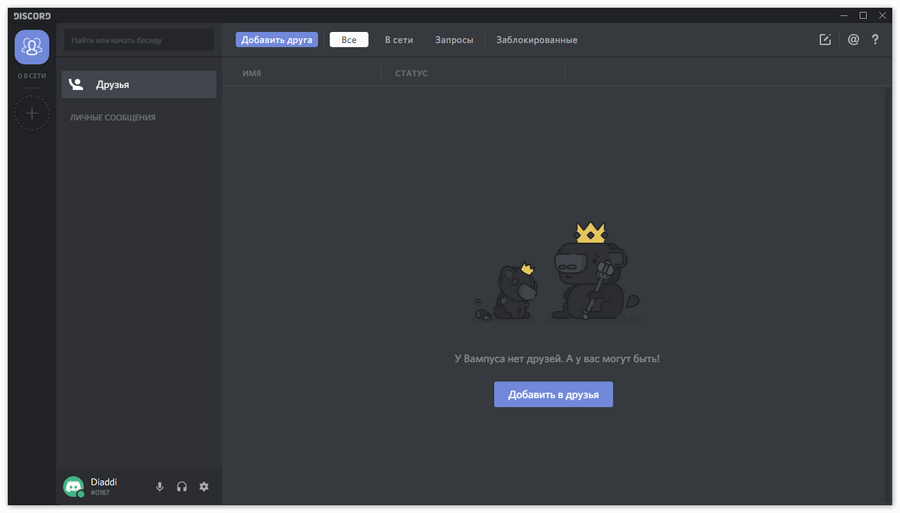 DISCORD
Найти или начать беседу
Добавить друга
Все
В сети
Запросы
Заблокированные
@
?
0 В СЕТИ
Друзья
ИМЯ
СТАТУС
ЛИЧНЫЕ СООБЩЕНИЯ
У Вампуса нет друзей. А у вас могут быть!
Добавить в друзья
Diaddi
#0187